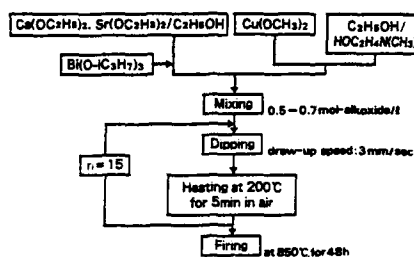 Ca(OC₂H₅)₂. Sr(OC₂H₅)₂/C₂H₅OH
Cu(OCH₃)₂
C₂H₅OH/
HOC₂H₄N(CH₃)
Bi(O-iC₃H₇)₃
Mixing
0.5-0.7mol-alkoxide/ℓ
Dipping
draw-up speed:3mm/sec
n=15
Heating at 200℃
for 5min in air
Firing
at 850℃ for 48h